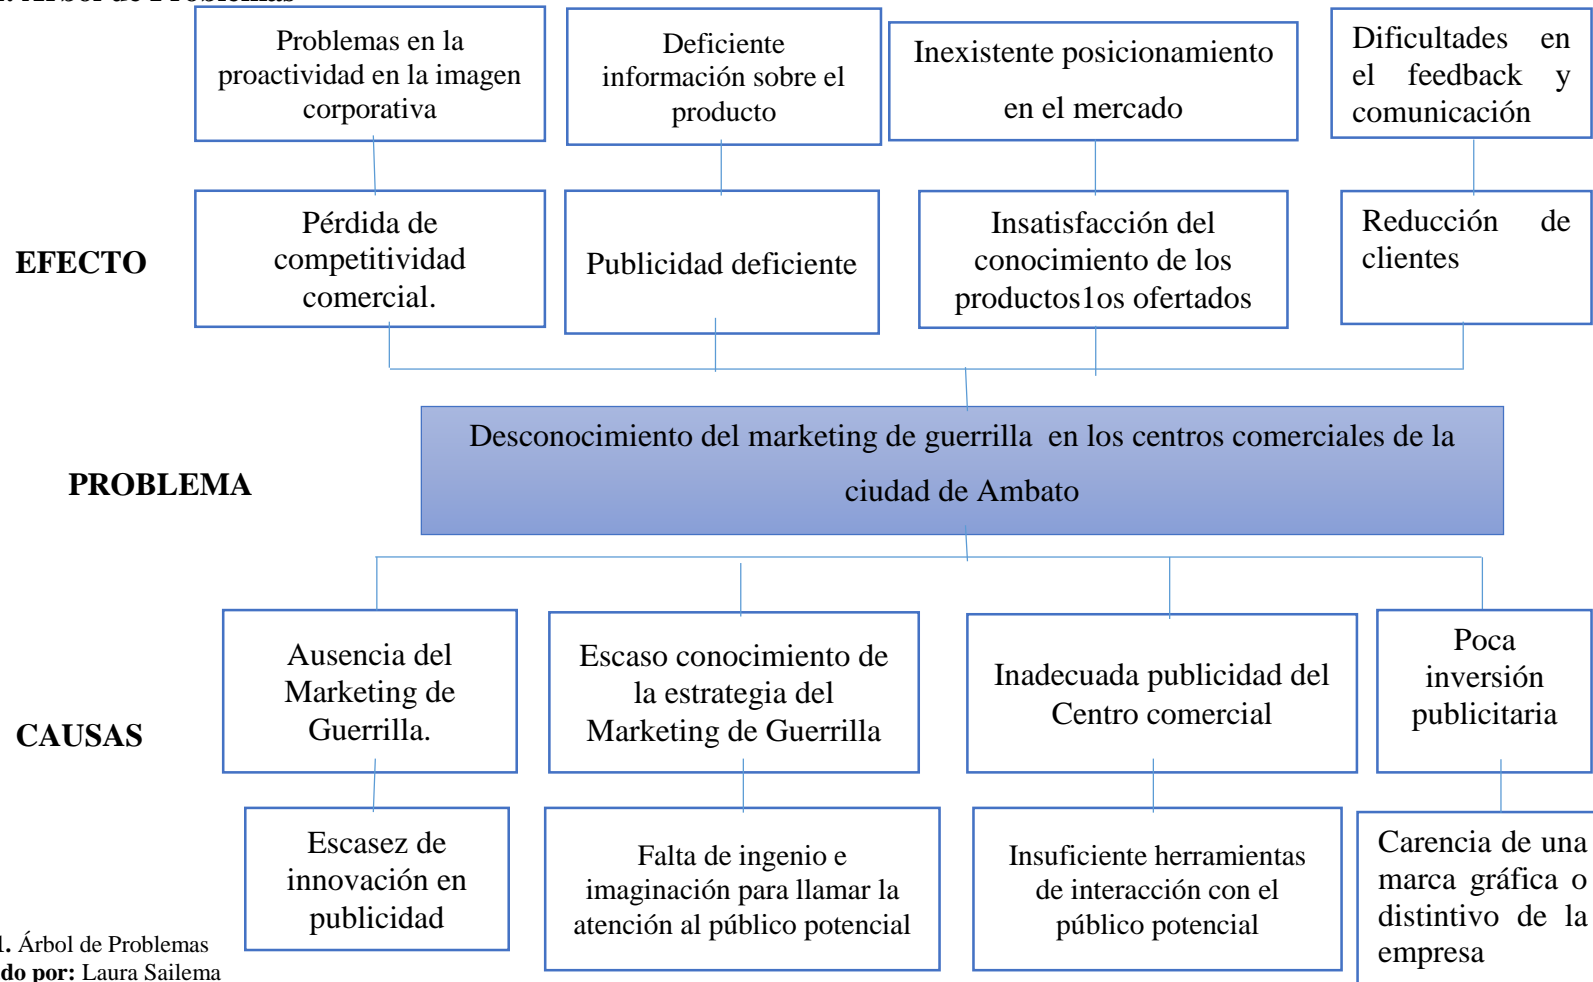 Árbol de Problemas
Problemas en la
proactividad en la imagen
corporativa
Deficiente
información sobre el
producto
Inexistente posicionamiento
en el mercado
Dificultades en
el feedback y
comunicación
EFECTO
Pérdida de
competitividad
comercial.
Publicidad deficiente
Insatisfacción del
conocimiento de los
productos1os ofertados
Reducción de
clientes
PROBLEMA
Desconocimiento del marketing de guerrilla en los centros comerciales de la
ciudad de Ambato
CAUSAS
Ausencia del
Marketing de
Guerrilla.
Escaso conocimiento de
la estrategia del
Marketing de Guerrilla
Inadecuada publicidad del
Centro comercial
Poca
inversión
publicitaria
Escasez de
innovación en
publicidad
Falta de ingenio e
imaginación para llamar la
atención al público potencial
Insuficiente herramientas
de interacción con el
público potencial
Carencia de una
marca gráfica o
distintivo de la
empresa
1. Árbol de Problemas
do por: Laura Sailema